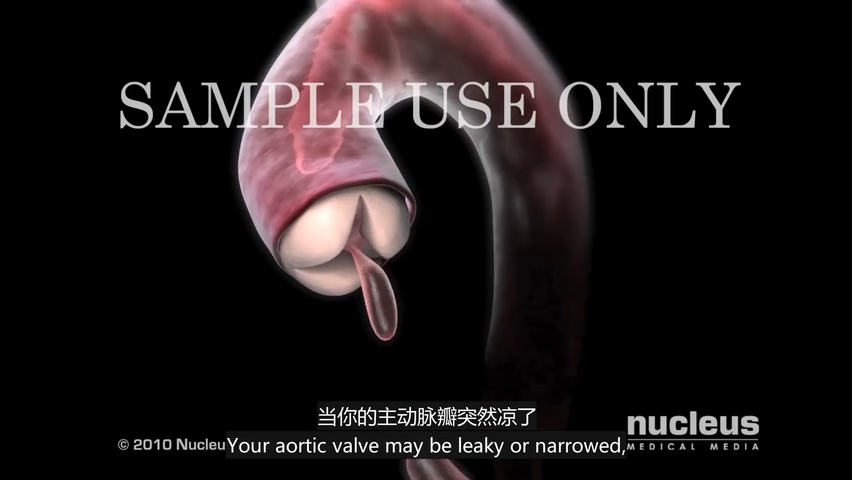 SAMPLE USE ONLY
当你的主动脉瓣突然凉了
Your aortic valve may be leaky or narrowed,
© 2010 Nucleu
nucleus
MEDICAL MEDIA